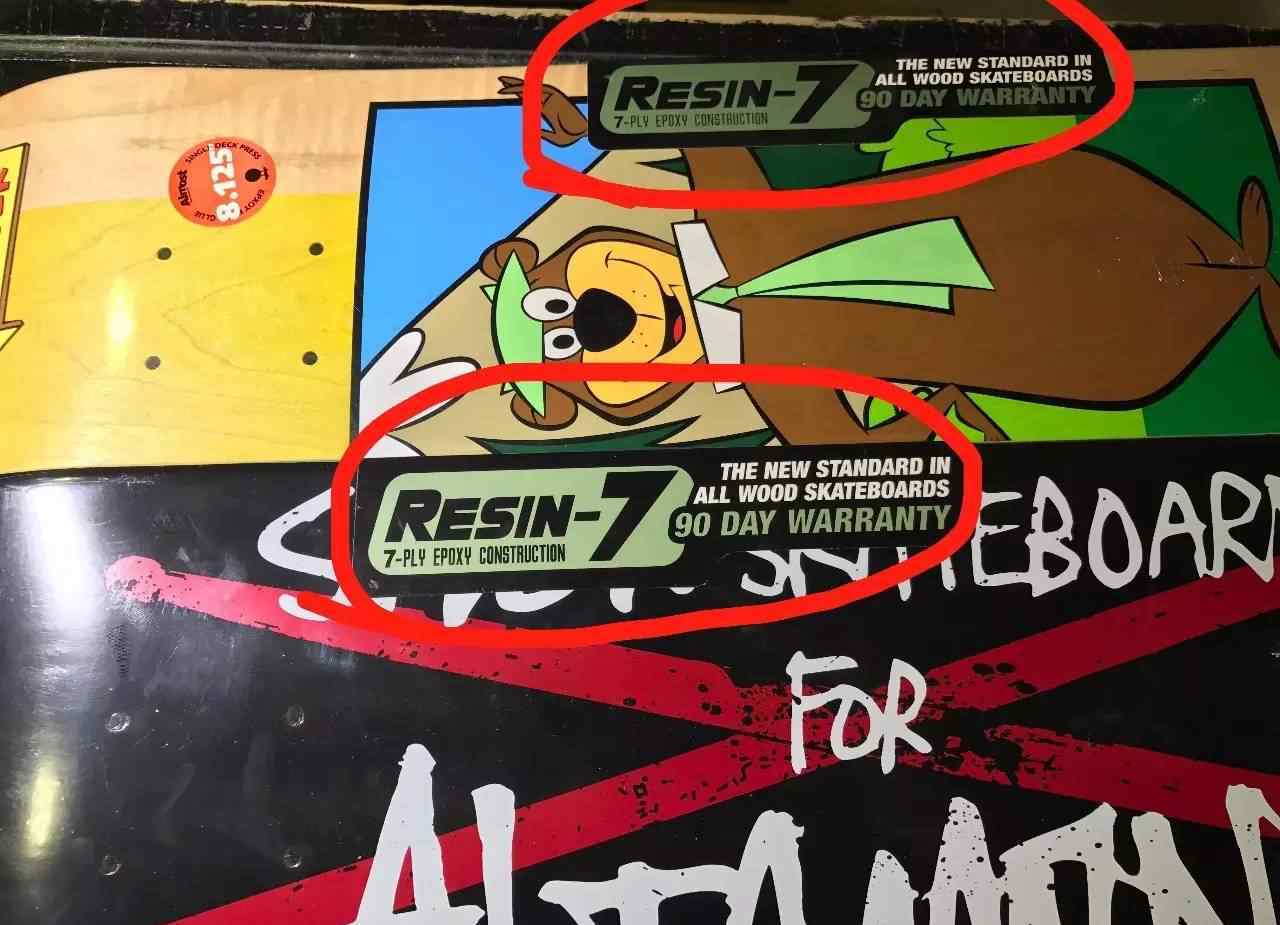 RESIN-7
7-PLY EPOXY CONSTRUCTION
THE NEW STANDARD IN
ALL WOOD SKATEBOARDS
90 DAY WARRANTY
SINGLE DECK PRESS
Almost
8.125"
EPOXY
GLUE
RESIN-7
7-PLY EPOXY CONSTRUCTION
THE NEW STANDARD IN
ALL WOOD SKATEBOARDS
90 DAY WARRANTY
FOR